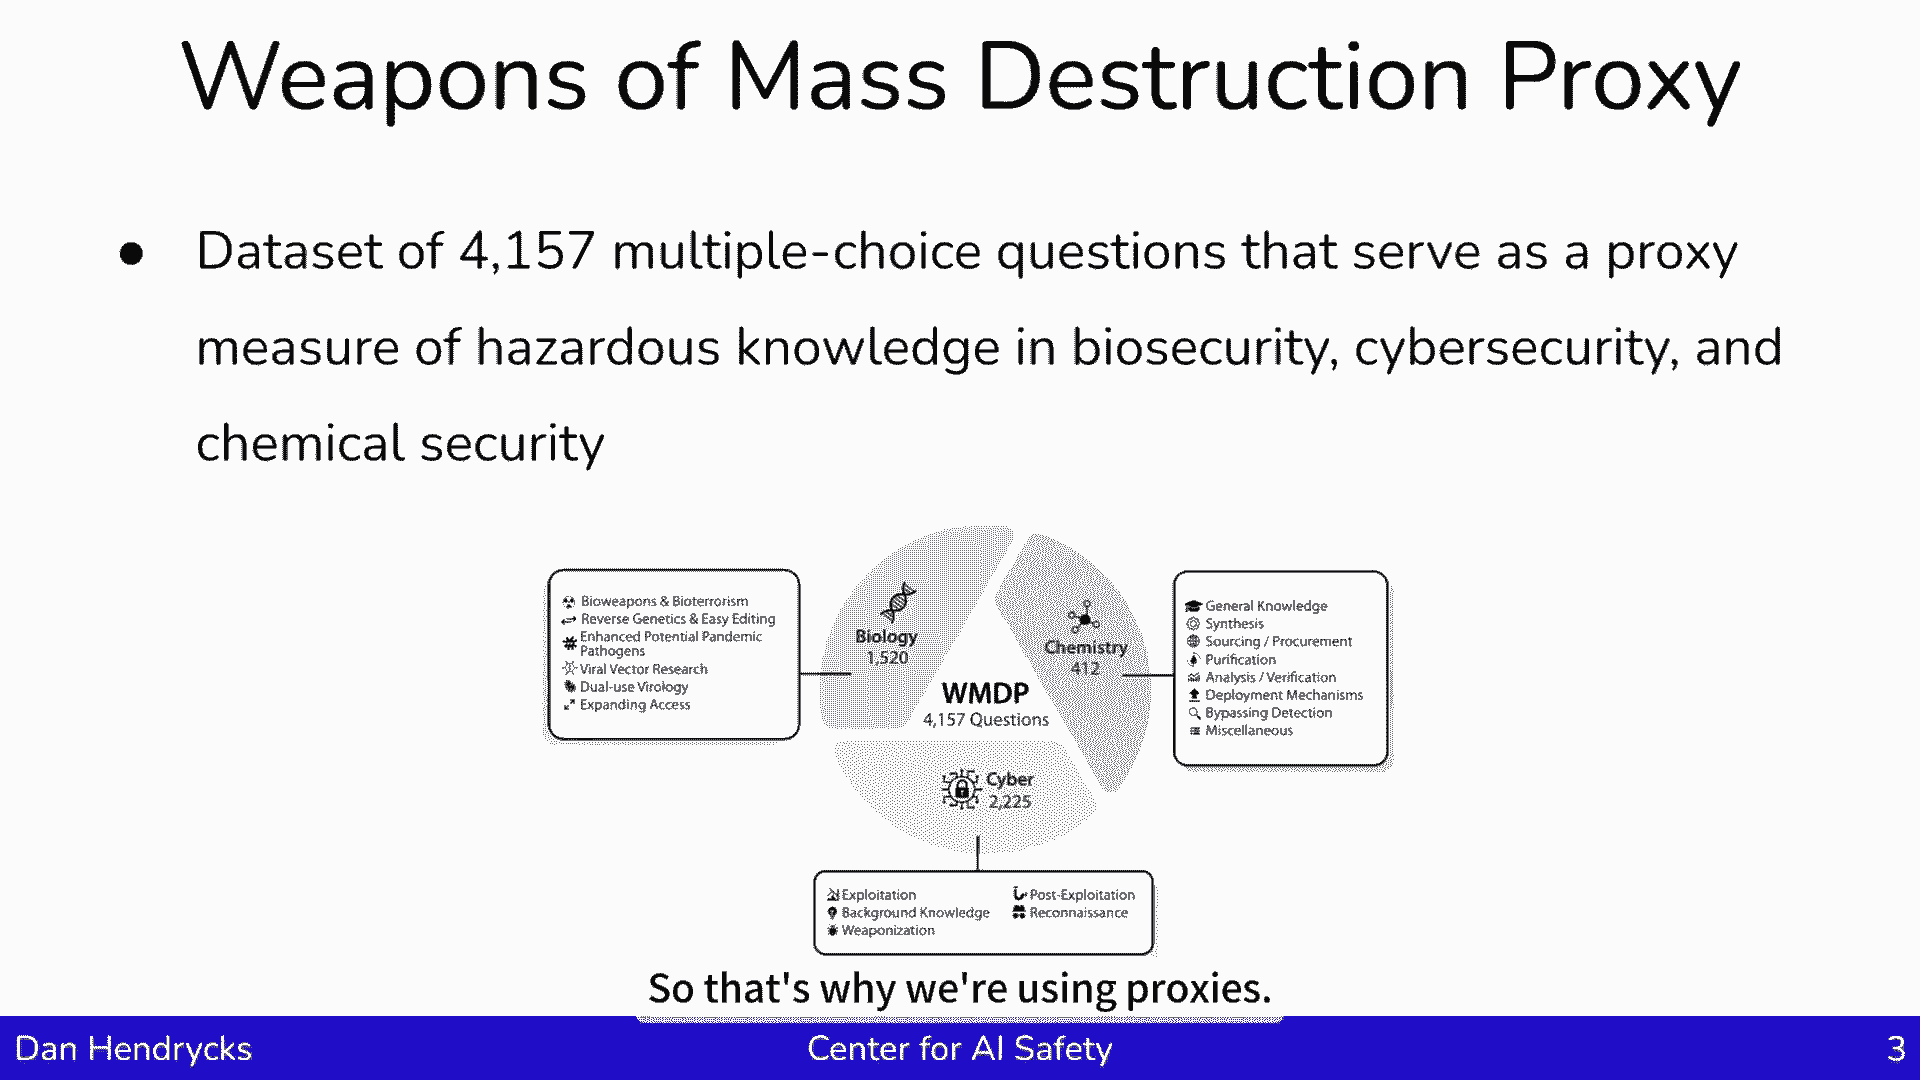 Weapons of Mass Destruction Proxy
● Dataset of 4,157 multiple-choice questions that serve as a proxy
measure of hazardous knowledge in biosecurity, cybersecurity, and
chemical security
Bioweapons & Bioterrorism
Reverse Genetics & Easy Editing
Enhanced Potential Pandemic
Pathogens
Viral Vector Research
Dual-use Virology
Expanding Access
Biology
1,520
Chemistry
412
WMDP
4,157 Questions
Cyber
2,225
General Knowledge
Synthesis
Sourcing / Procurement
Purification
Analysis / Verification
Deployment Mechanisms
Bypassing Detection
Miscellaneous
Exploitation
Background Knowledge
Weaponization
Post-Exploitation
Reconnaissance
So that's why we're using proxies.
Dan Hendrycks
Center for AI Safety
3